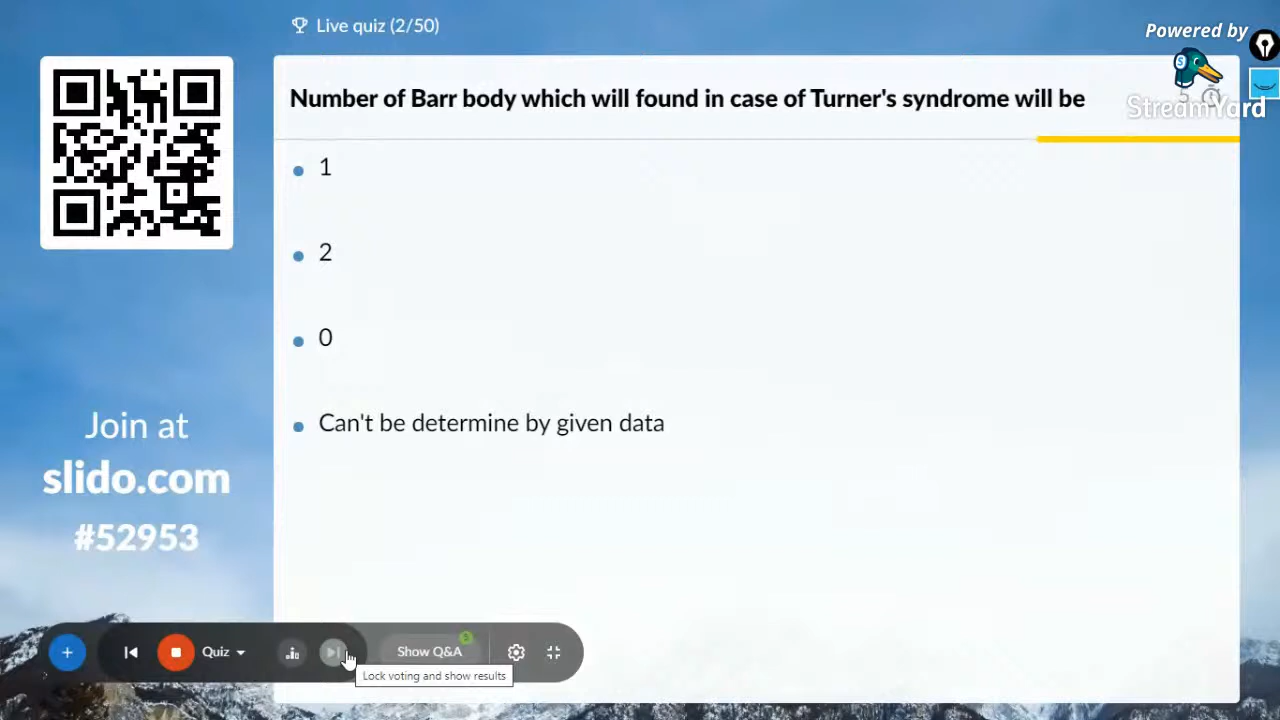 Live quiz (2/50)
Powered by
StreamYard
Number of Barr body which will found in case of Turner's syndrome will be
5
1
2
0
Can't be determine by given data
Join at
slido.com
#52953
Quiz
Show Q&A
5
Lock voting and show results